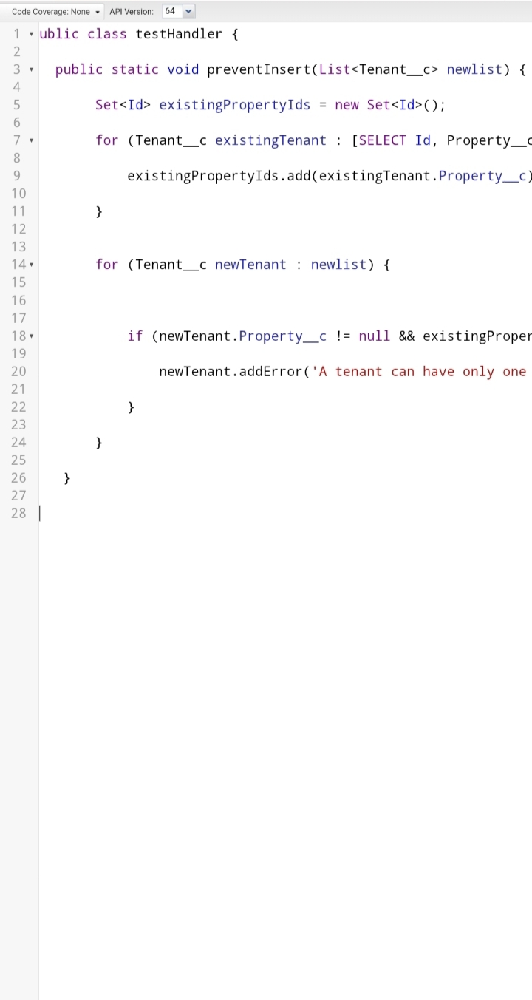 Code Coverage: None API Version: 64
1 ublic class testHandler {
2
3 public static void preventInsert(List<Tenant__c> newlist) {
4
5 Set<Id> existingPropertyIds = new Set<Id>();
6
7 for (Tenant__c existingTenant : [SELECT Id, Property__c
8
9 existingPropertyIds.add(existingTenant.Property__c)
10
11 }
12
13
14 for (Tenant__c newTenant : newlist) {
15
16
17
18 if (newTenant.Property__c != null && existingProper
19
20 newTenant.addError('A tenant can have only one
21
22 }
23
24 }
25
26 }
27
28